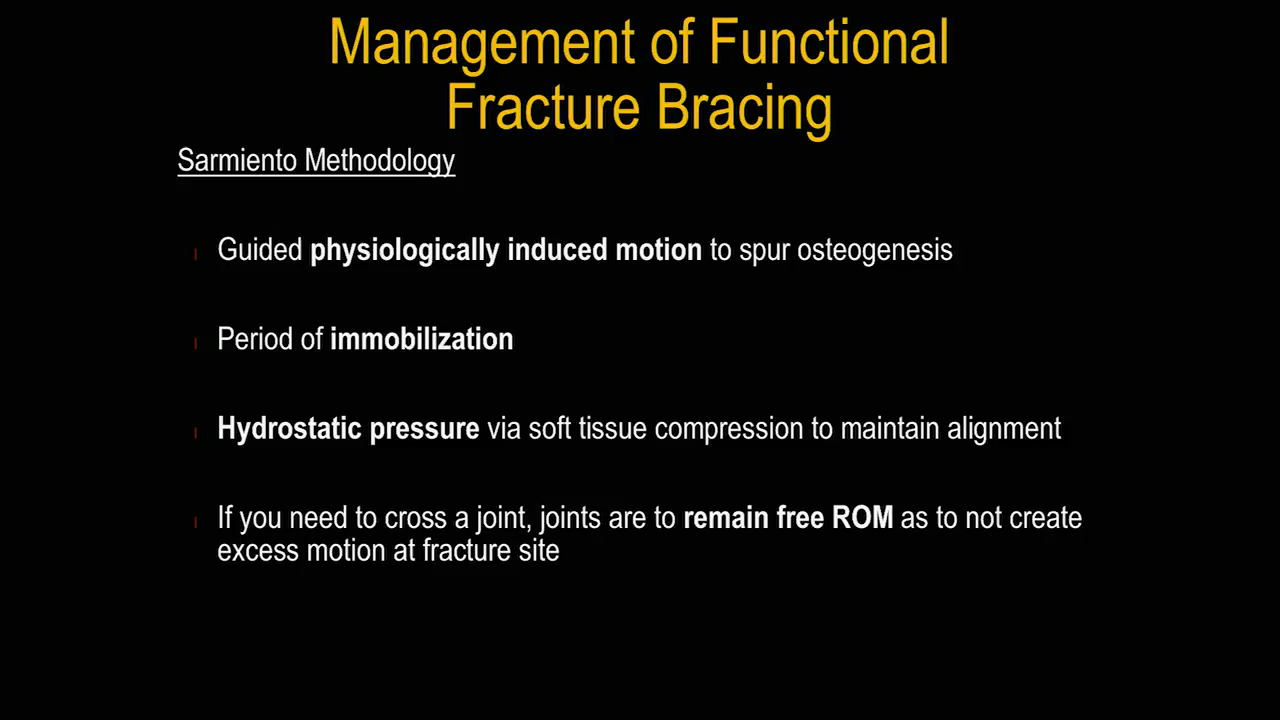 Management of Functional
Fracture Bracing
Sarmiento Methodology
Guided physiologically induced motion to spur osteogenesis
Period of immobilization
Hydrostatic pressure via soft tissue compression to maintain alignment
If you need to cross a joint, joints are to remain free ROM as to not create
excess motion at fracture site